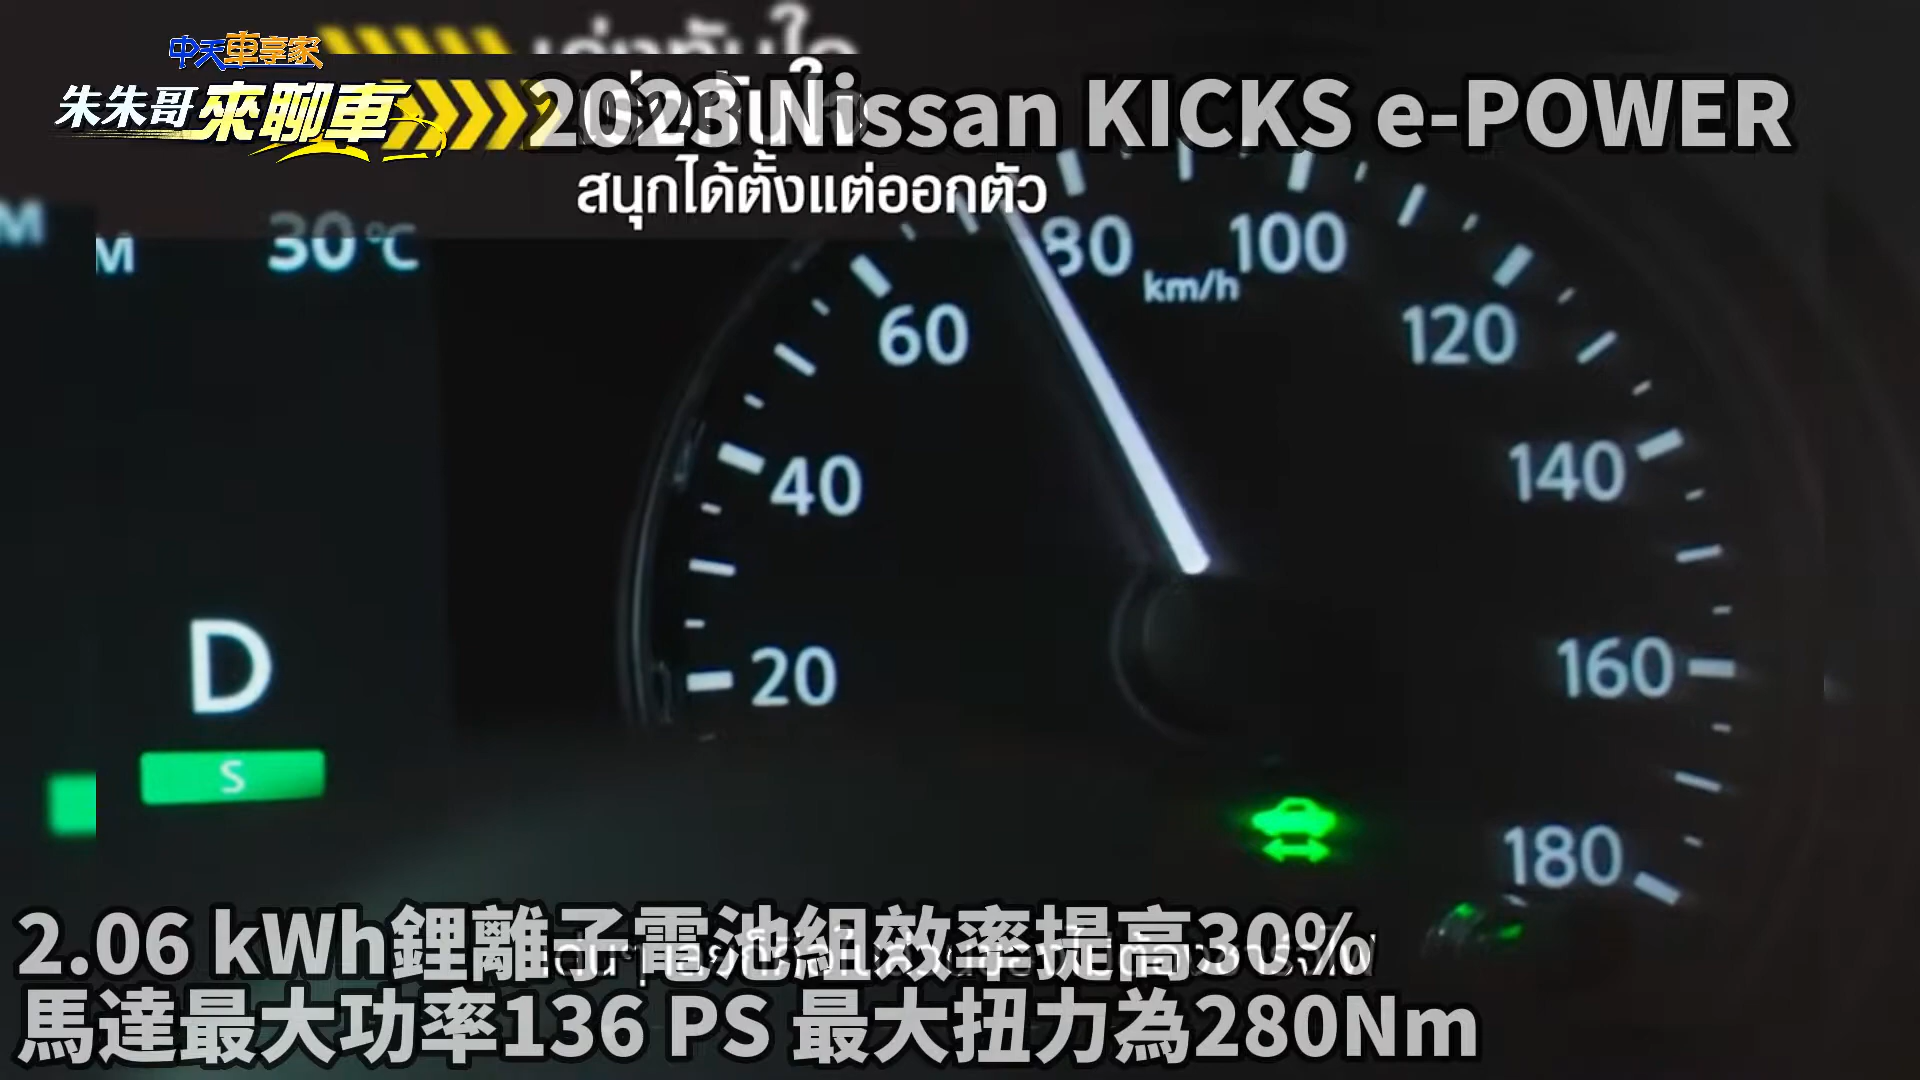 中天車享家
朱朱哥來聊車
2023 Nissan KICKS e-POWER
สนุกได้ตั้งแต่ออกตัว
M
M
30°C
80
100
km/h
60
120
40
140
D
20
160
S
180
2.06 kWh鋰離子電池組效率提高30%
馬達最大功率136 PS 最大扭力為280Nm